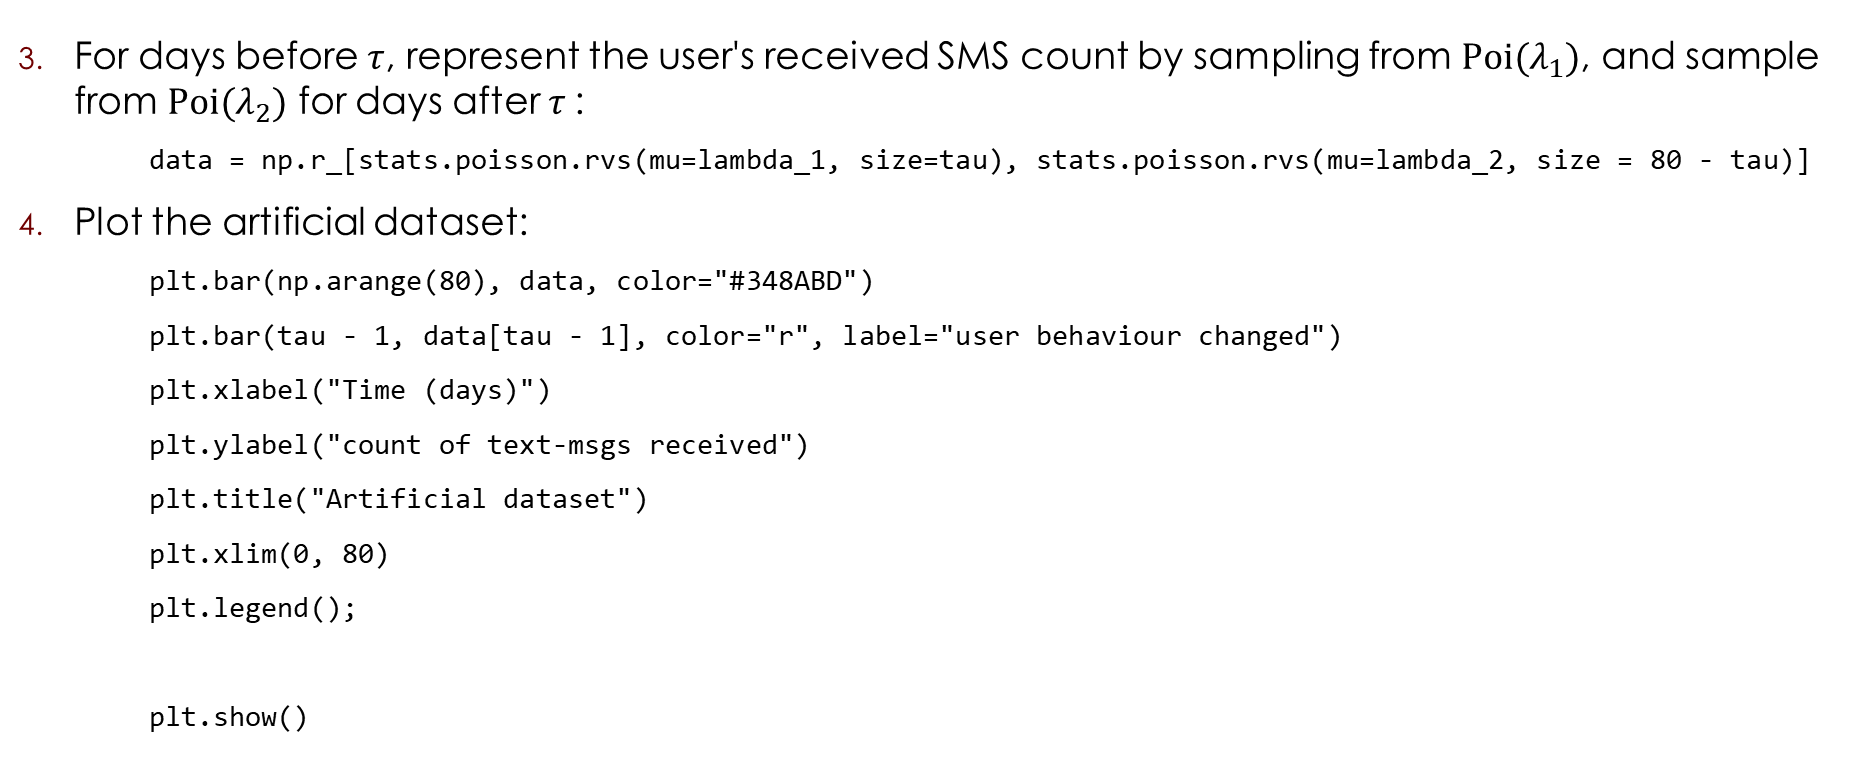 3. For days before τ, represent the user's received SMS count by sampling from Poi(λ₁), and sample
from Poi(λ₂) for days after τ :
data = np.r_[stats.poisson.rvs(mu=lambda_1, size=tau), stats.poisson.rvs(mu=lambda_2, size = 80 - tau)]
4. Plot the artificial dataset:
plt.bar(np.arange(80), data, color="#348ABD")
plt.bar(tau - 1, data[tau - 1], color="r", label="user behaviour changed")
plt.xlabel("Time (days)")
plt.ylabel("count of text-msgs received")
plt.title("Artificial dataset")
plt.xlim(0, 80)
plt.legend();
plt.show()